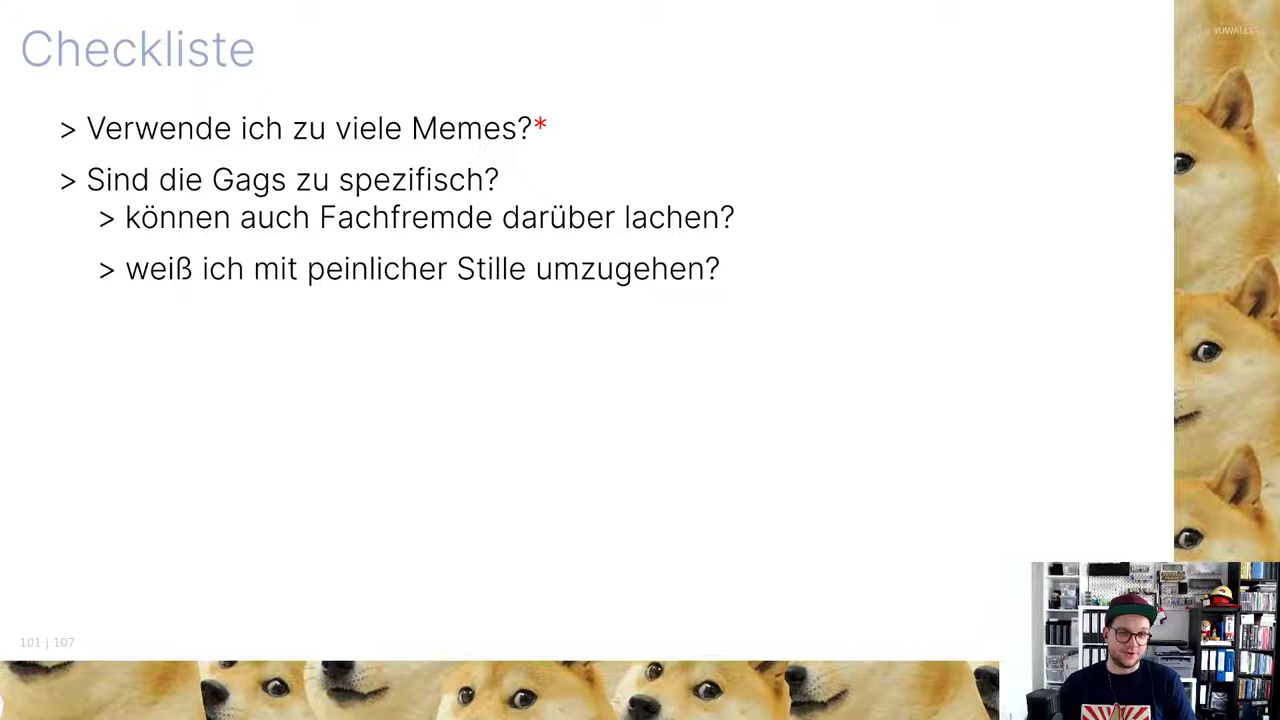 Checkliste
> Verwende ich zu viele Memes?*
> Sind die Gags zu spezifisch?
> können auch Fachfremde darüber lachen?
> weiß ich mit peinlicher Stille umzugehen?
101 | 107